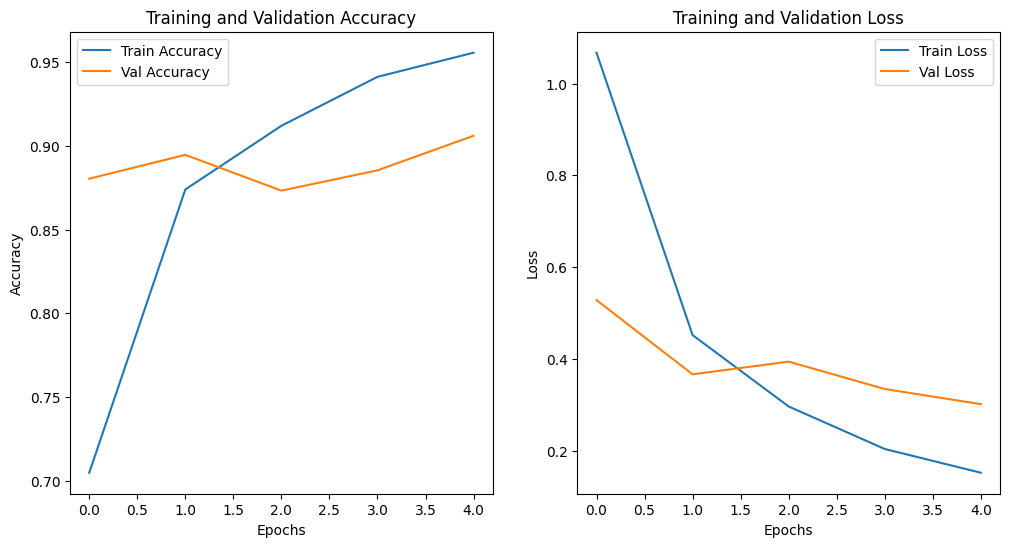 Training and Validation Accuracy
Train Accuracy
Val Accuracy
Accuracy
0.95
0.90
0.85
0.80
0.75
0.70
0.0 0.5 1.0 1.5 2.0 2.5 3.0 3.5 4.0
Epochs
Training and Validation Loss
Train Loss
Val Loss
Loss
1.0
0.8
0.6
0.4
0.2
0.0 0.5 1.0 1.5 2.0 2.5 3.0 3.5 4.0
Epochs